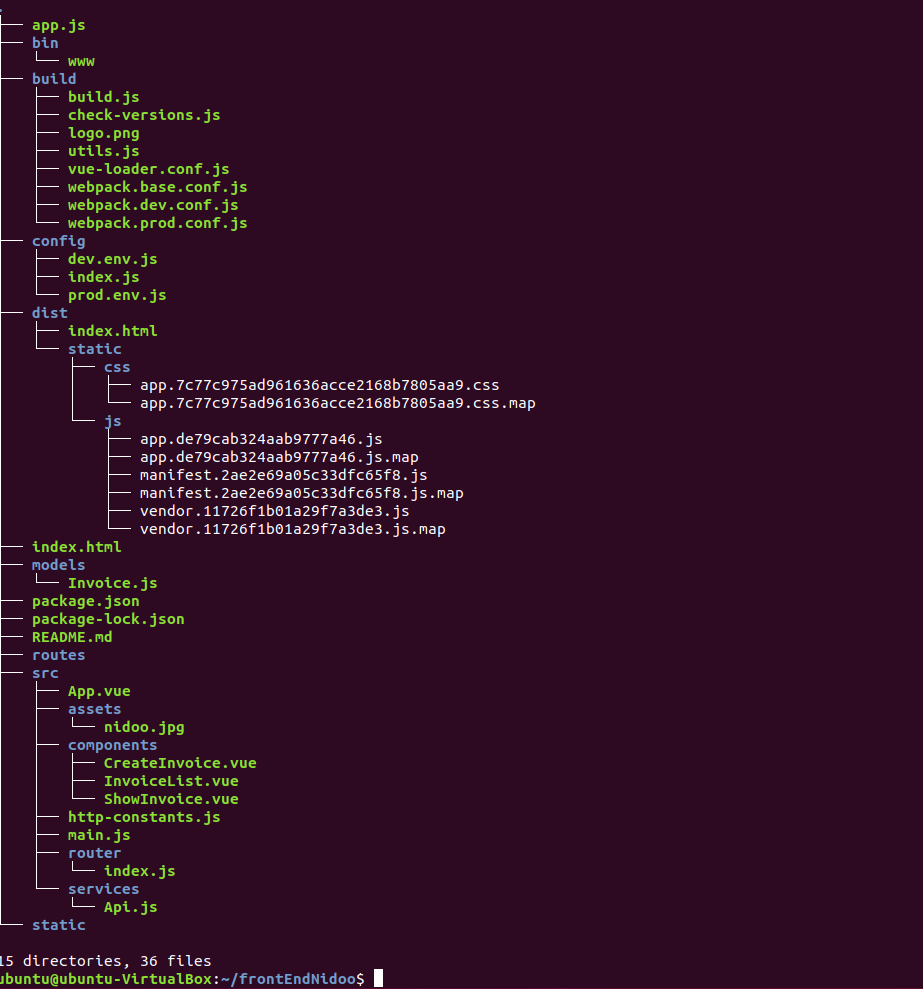 .
├── app.js
├── bin
│   └── www
├── build
│   ├── build.js
│   ├── check-versions.js
│   ├── logo.png
│   ├── utils.js
│   ├── vue-loader.conf.js
│   ├── webpack.base.conf.js
│   ├── webpack.dev.conf.js
│   └── webpack.prod.conf.js
├── config
│   ├── dev.env.js
│   ├── index.js
│   └── prod.env.js
├── dist
│   ├── index.html
│   └── static
│       ├── css
│       │   ├── app.7c77c975ad961636acce2168b7805aa9.css
│       │   └── app.7c77c975ad961636acce2168b7805aa9.css.map
│       └── js
│           ├── app.de79cab324aab9777a46.js
│           ├── app.de79cab324aab9777a46.js.map
│           ├── manifest.2ae2e69a05c33dfc65f8.js
│           ├── manifest.2ae2e69a05c33dfc65f8.js.map
│           ├── vendor.11726f1b01a29f7a3de3.js
│           └── vendor.11726f1b01a29f7a3de3.js.map
├── index.html
├── models
│   └── Invoice.js
├── package.json
├── package-lock.json
├── README.md
├── routes
├── src
│   ├── App.vue
│   ├── assets
│   │   └── nidoo.jpg
│   ├── components
│   │   ├── CreateInvoice.vue
│   │   ├── InvoiceList.vue
│   │   └── ShowInvoice.vue
│   ├── http-constants.js
│   ├── main.js
│   ├── router
│   │   └── index.js
│   └── services
│       └── Api.js
└── static
15 directories, 36 files
ubuntu@ubuntu-VirtualBox:~/frontEndNidoo$